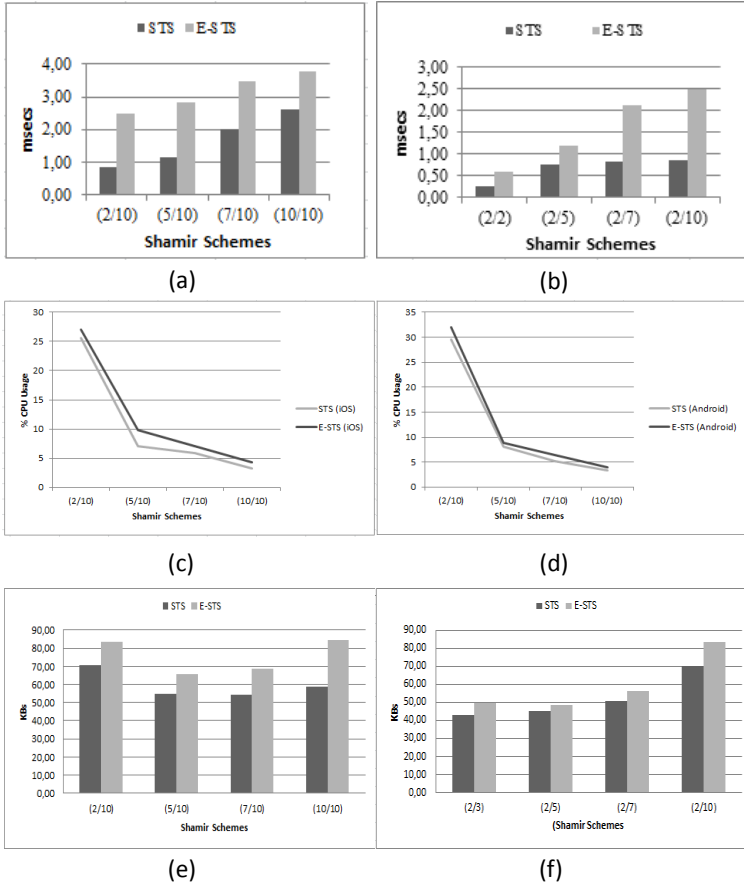 STS E-STS
4,00
3,00
2,00
1,00
0,00
msecs
(2/10) (5/10) (7/10) (10/10)
Shamir Schemes
(a)
STS E-STS
3,00
2,50
2,00
1,50
1,00
0,50
0,00
msecs
(2/2) (2/5) (2/7) (2/10)
Shamir Schemes
(b)
30
25
20
15
10
5
0
% CPU Usage
STS (iOS)
E-STS (iOS)
(2/10) (5/10) (7/10) (10/10)
Shamir Schemes
(c)
35
30
25
20
15
10
5
0
% CPU Usage
STS (Android)
E-STS (Android)
(2/10) (5/10) (7/10) (10/10)
Shamir Schemes
(d)
STS E-STS
90,00
80,00
70,00
60,00
50,00
40,00
30,00
20,00
10,00
0,00
KBs
(2/10) (5/10) (7/10) (10/10)
Shamir Schemes
(e)
STS E-STS
90,00
80,00
70,00
60,00
50,00
40,00
30,00
20,00
10,00
0,00
KBs
(2/3) (2/5) (2/7) (2/10)
(Shamir Schemes
(f)